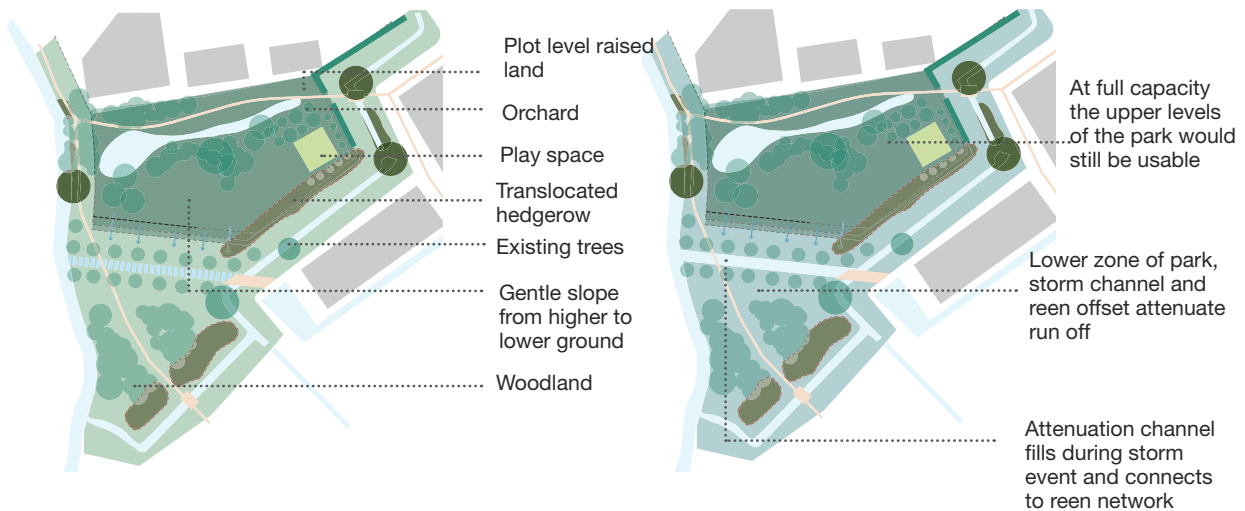 Plot level raised
land
Orchard
Play space
Translocated
hedgerow
Existing trees
Gentle slope
from higher to
lower ground
Woodland
At full capacity
the upper levels
of the park would
still be usable
Lower zone of park,
storm channel and
reen offset attenuate
run off
Attenuation channel
fills during storm
event and connects
to reen network